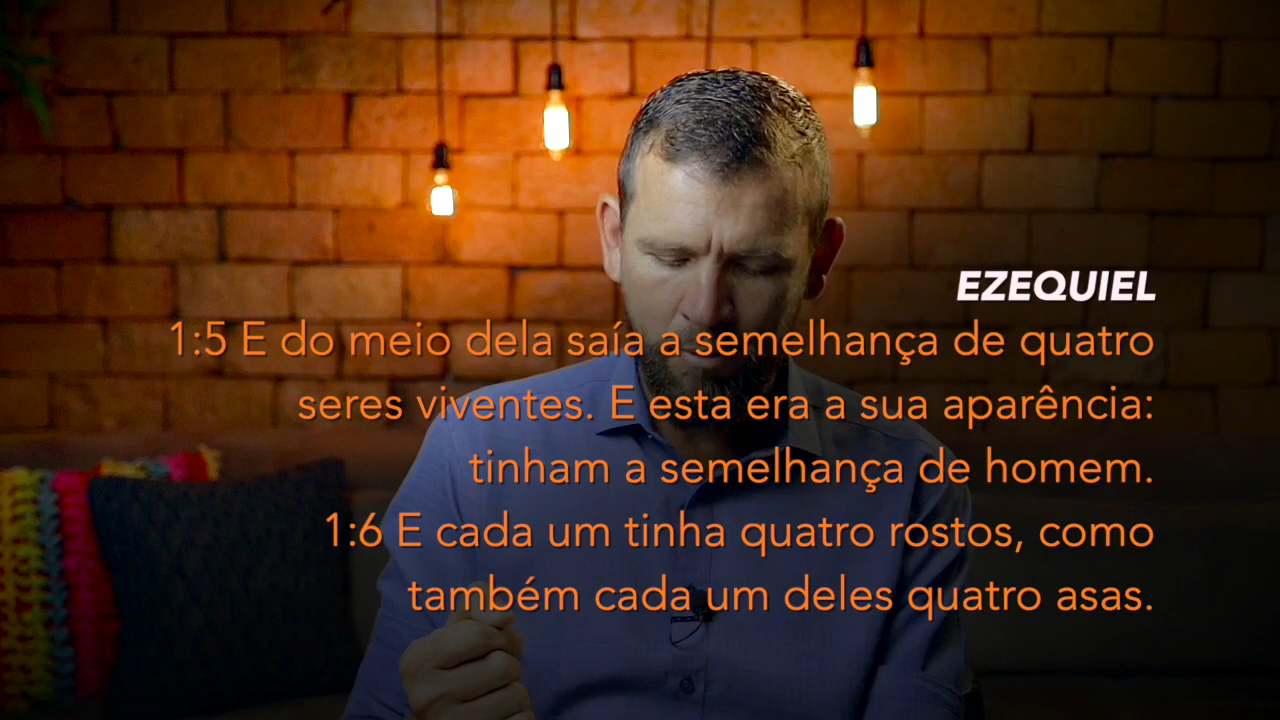 EZEQUIEL
1:5 E do meio dela saía a semelhança de quatro
seres viventes. E esta era a sua aparência:
tinham a semelhança de homem.
1:6 E cada um tinha quatro rostos, como
também cada um deles quatro asas.